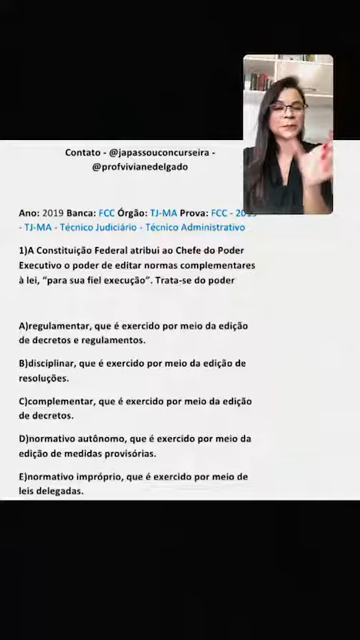 Contato - @japassouconcurseira -
@profvivianedelgado
Ano: 2019 Banca: FCC Órgão: TJ-MA Prova: FCC - 2019
- TJ-MA - Técnico Judiciário - Técnico Administrativo
1)A Constituição Federal atribui ao Chefe do Poder
Executivo o poder de editar normas complementares
à lei, “para sua fiel execução”. Trata-se do poder
A)regulamentar, que é exercido por meio da edição
de decretos e regulamentos.
B)disciplinar, que é exercido por meio da edição de
resoluções.
C)complementar, que é exercido por meio da edição
de decretos.
D)normativo autônomo, que é exercido por meio da
edição de medidas provisórias.
E)normativo impróprio, que é exercido por meio de
leis delegadas.